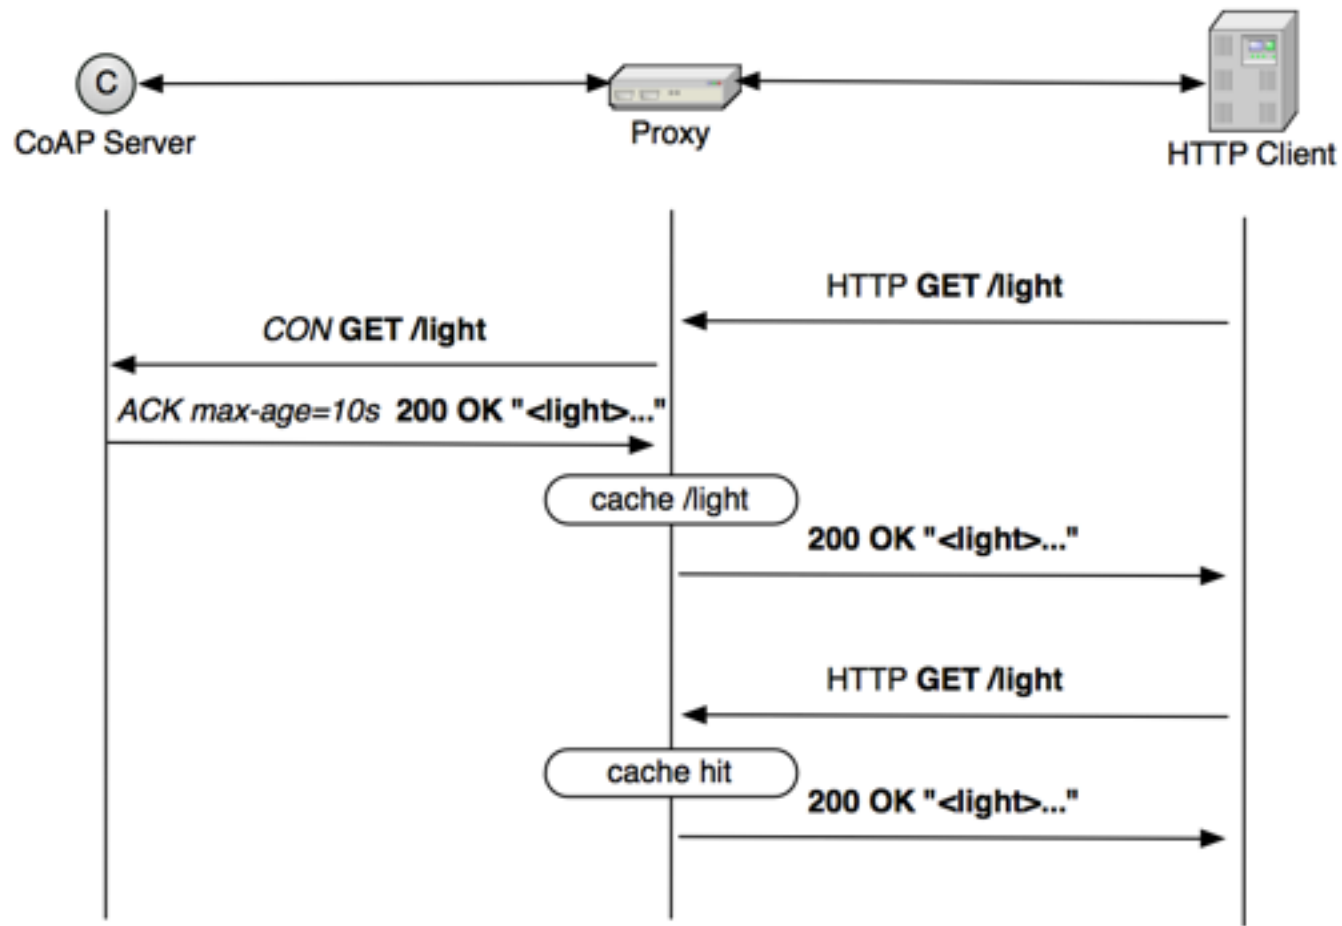 C
CoAP Server
Proxy
HTTP Client
HTTP GET /light
CON GET /light
ACK max-age=10s 200 OK "<light>..."
cache /light
200 OK "<light>..."
HTTP GET /light
cache hit
200 OK "<light>..."